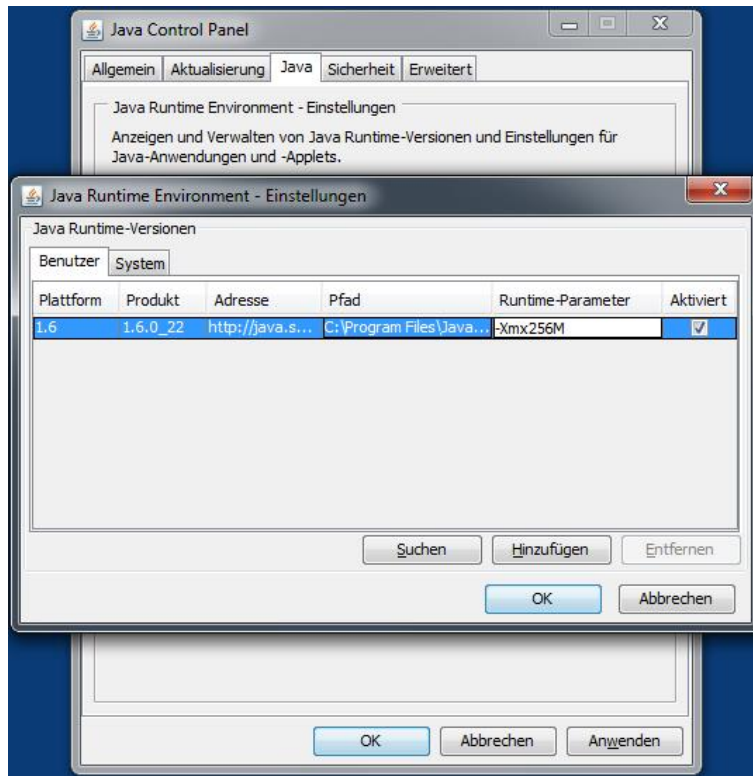 Java Control Panel
Allgemein Aktualisierung Java Sicherheit Erweitert
Java Runtime Environment - Einstellungen
Anzeigen und Verwalten von Java Runtime-Versionen und Einstellungen für
Java-Anwendungen und -Applets.
Java Runtime Environment - Einstellungen
Java Runtime-Versionen
Benutzer System
Plattform Produkt Adresse Pfad Runtime-Parameter Aktiviert
1.6 1.6.0_22 http://java.s... C:\Program Files\Java... -Xmx256M
Suchen Hinzufügen Entfernen
OK Abbrechen
OK Abbrechen Anwenden